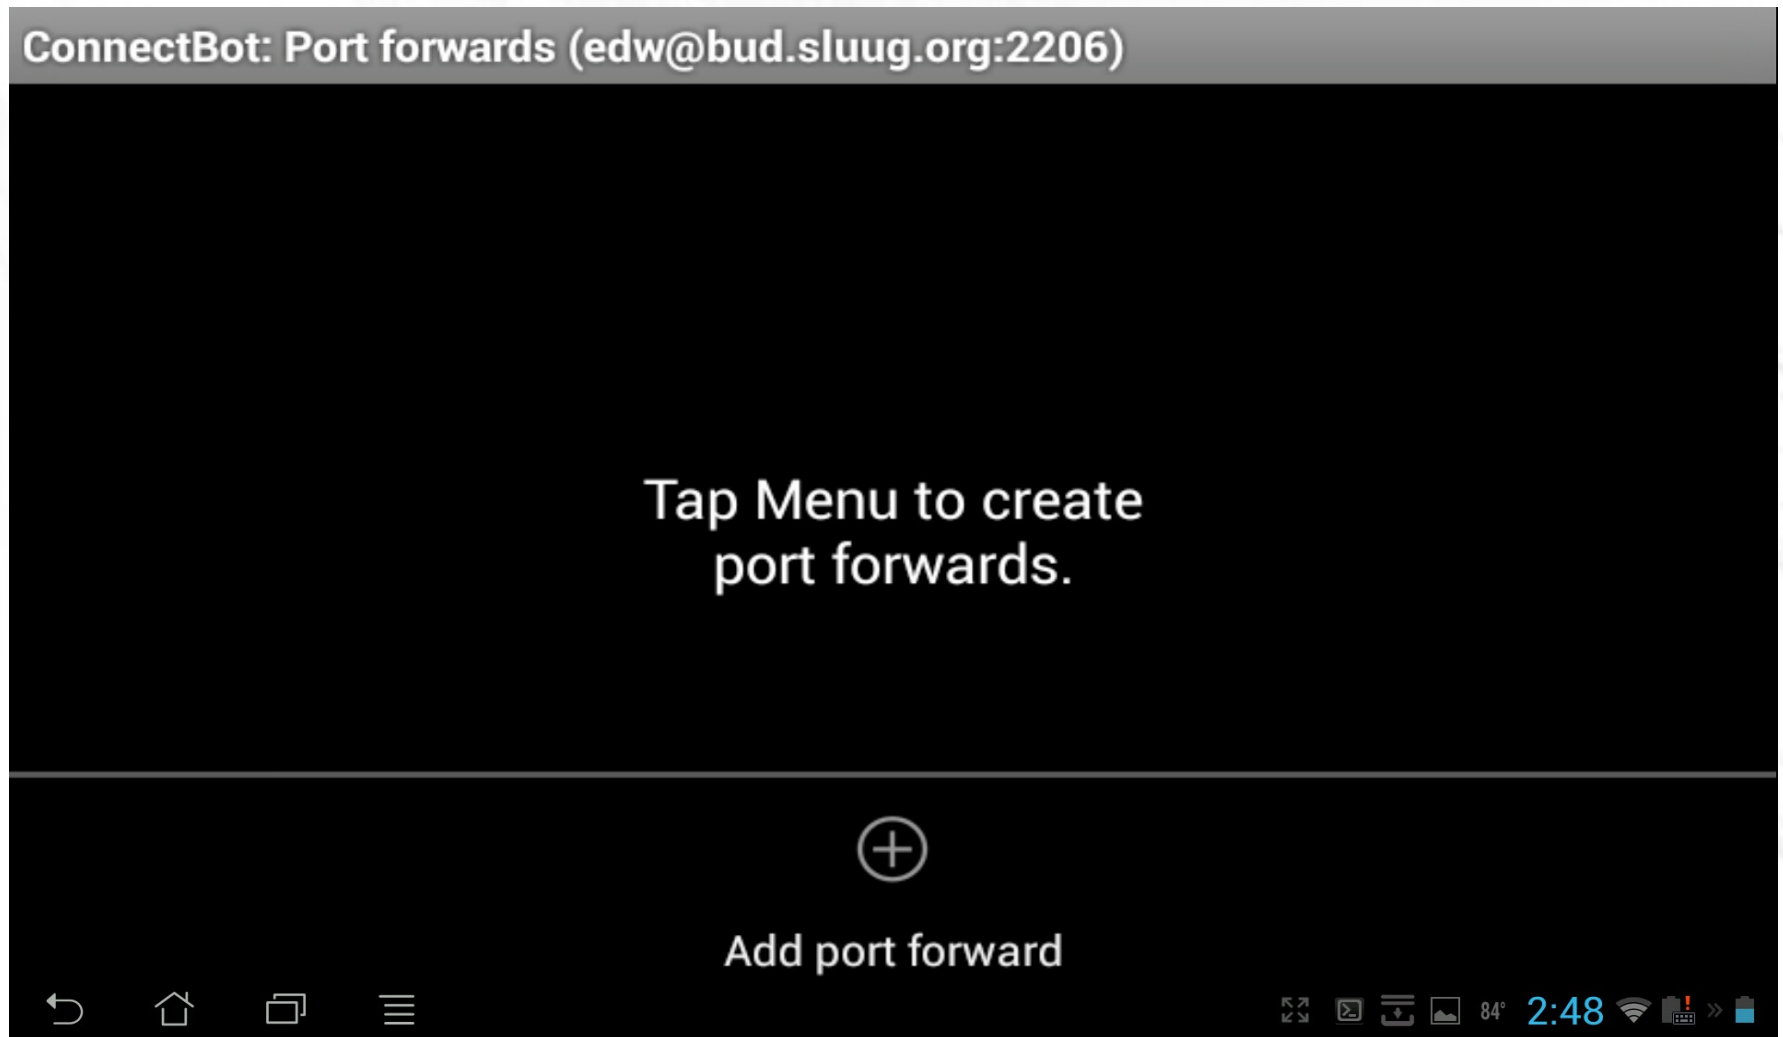 ConnectBot: Port forwards (edw@bud.sluug.org:2206)
Tap Menu to create
port forwards.
Add port forward
84° 2:48